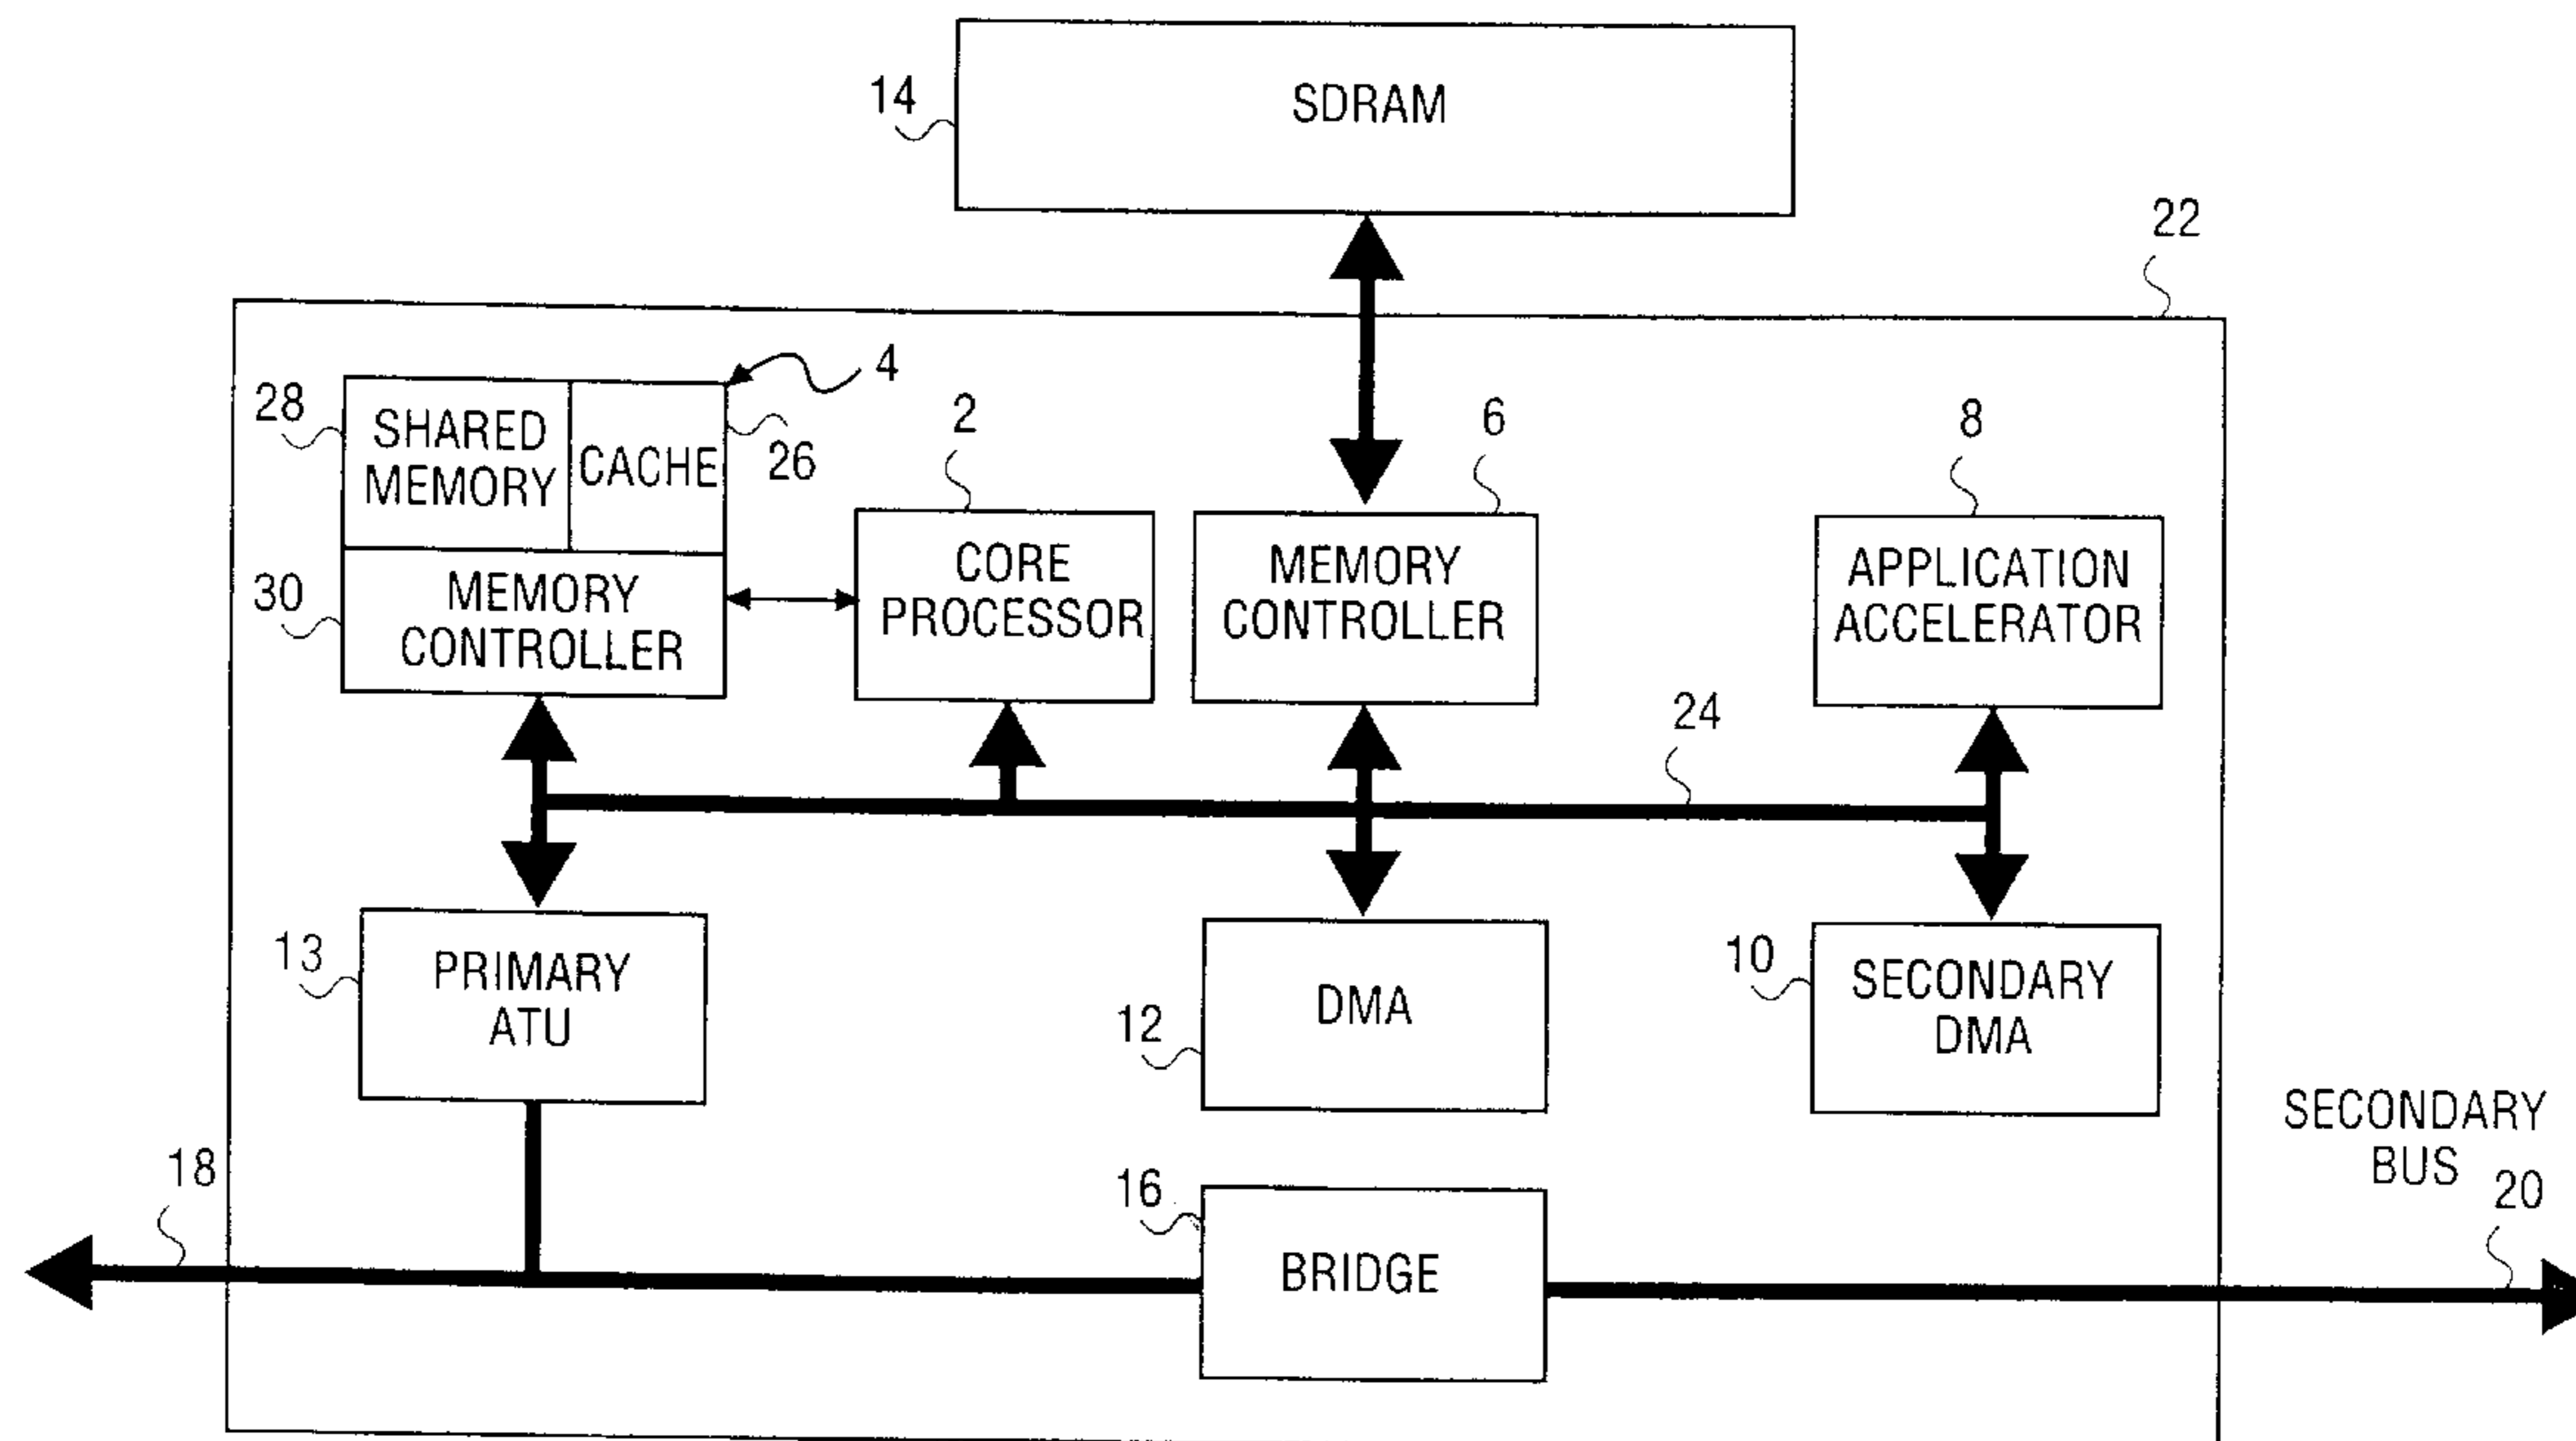 14
SDRAM
22
4
28
SHARED
MEMORY
CACHE
26
2
6
8
30
MEMORY
CONTROLLER
CORE
PROCESSOR
MEMORY
CONTROLLER
APPLICATION
ACCELERATOR
24
13
PRIMARY
ATU
12
DMA
10
SECONDARY
DMA
SECONDARY
BUS
18
16
BRIDGE
20